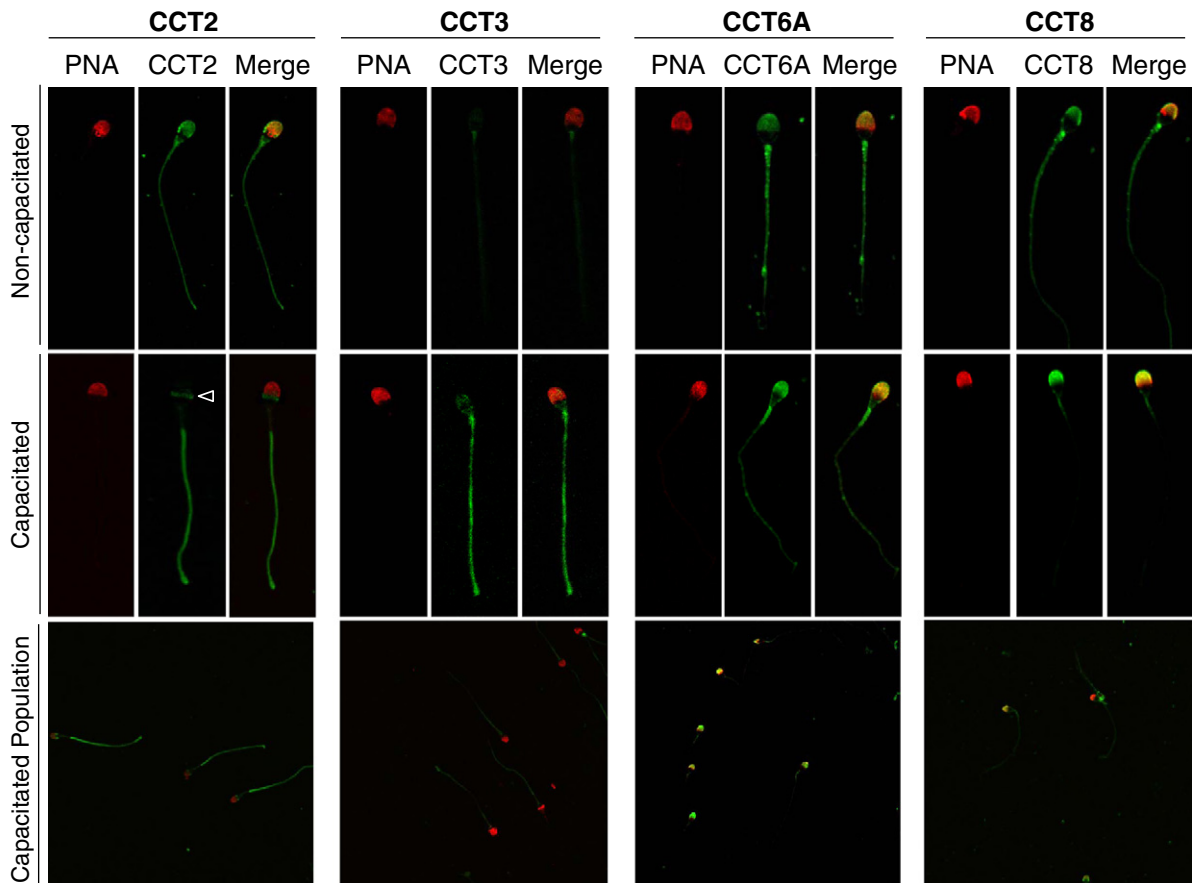 CCT2 CCT3 CCT6A CCT8
PNA CCT2 Merge PNA CCT3 Merge PNA CCT6A Merge PNA CCT8 Merge
Non-capacitated
Capacitated
Capacitated Population